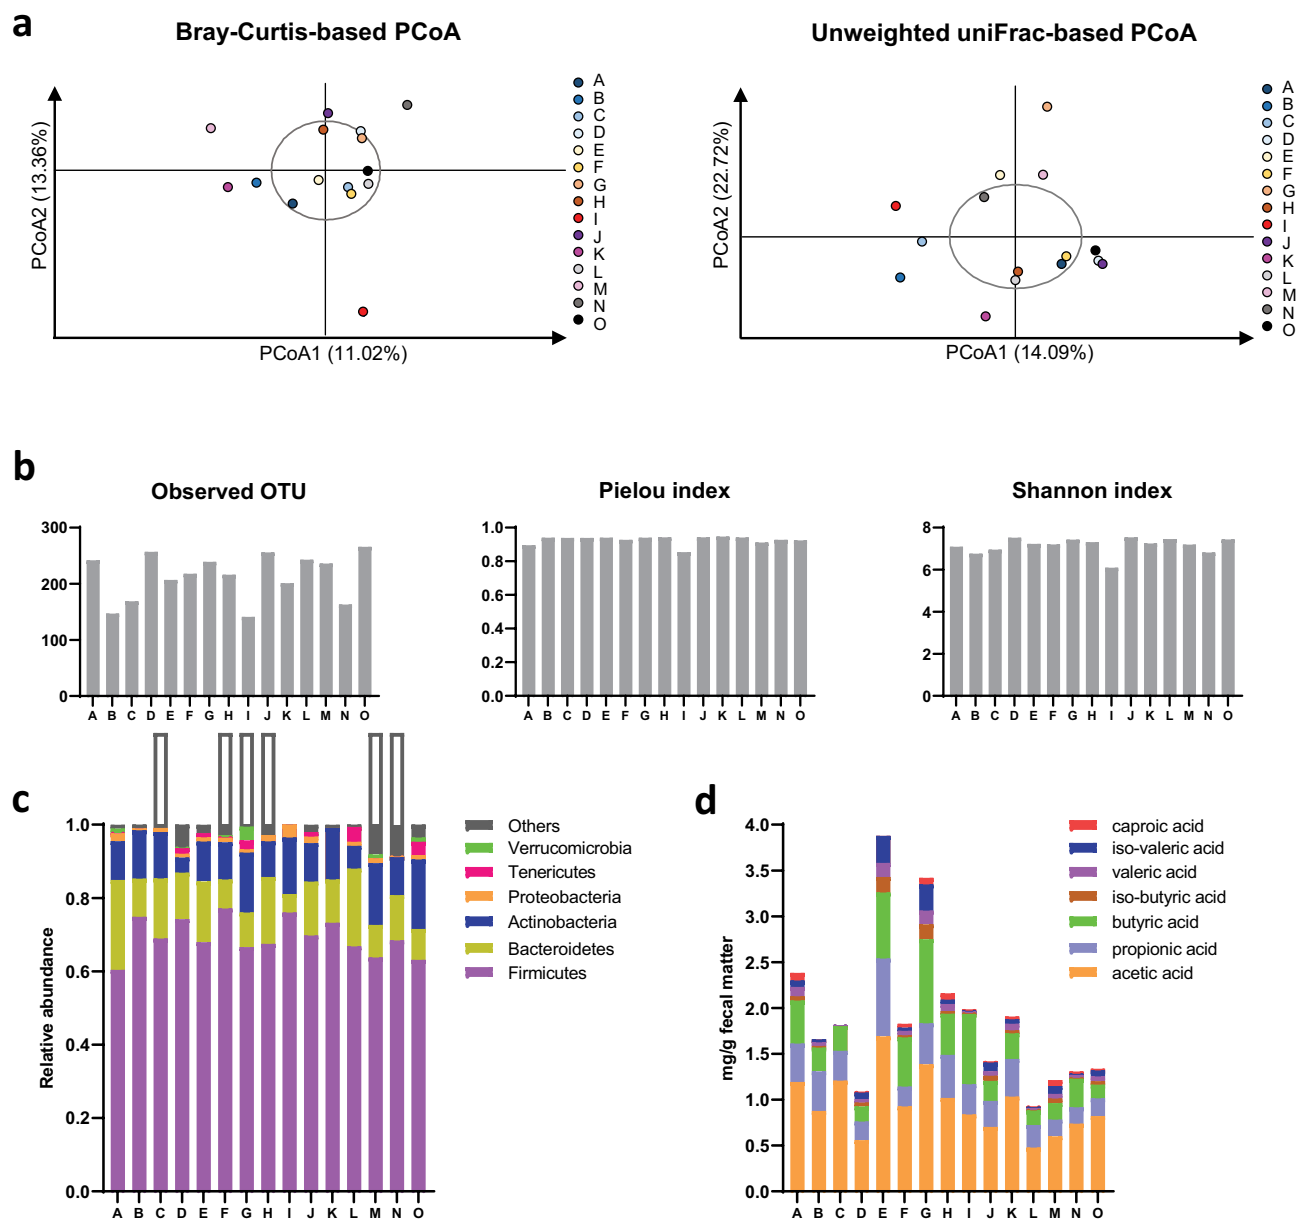 a
Bray-Curtis-based PCoA
PCoA2 (13.36%)
PCoA1 (11.02%)
A
B
C
D
E
F
G
H
I
J
K
L
M
N
O
Unweighted uniFrac-based PCoA
PCoA2 (22.72%)
PCoA1 (14.09%)
A
B
C
D
E
F
G
H
I
J
K
L
M
N
O
b
Observed OTU
300
200
100
0
A B C D E F G H I J K L M N O
Pielou index
1.0
0.8
0.6
0.4
0.2
0.0
A B C D E F G H I J K L M N O
Shannon index
8
6
4
2
0
A B C D E F G H I J K L M N O
c
Relative abundance
1.0
0.8
0.6
0.4
0.2
0.0
A B C D E F G H I J K L M N O
Others
Verrucomicrobia
Tenericutes
Proteobacteria
Actinobacteria
Bacteroidetes
Firmicutes
d
mg/g fecal matter
4.0
3.5
3.0
2.5
2.0
1.5
1.0
0.5
0.0
A B C D E F G H I J K L M N O
caproic acid
iso-valeric acid
valeric acid
iso-butyric acid
butyric acid
propionic acid
acetic acid